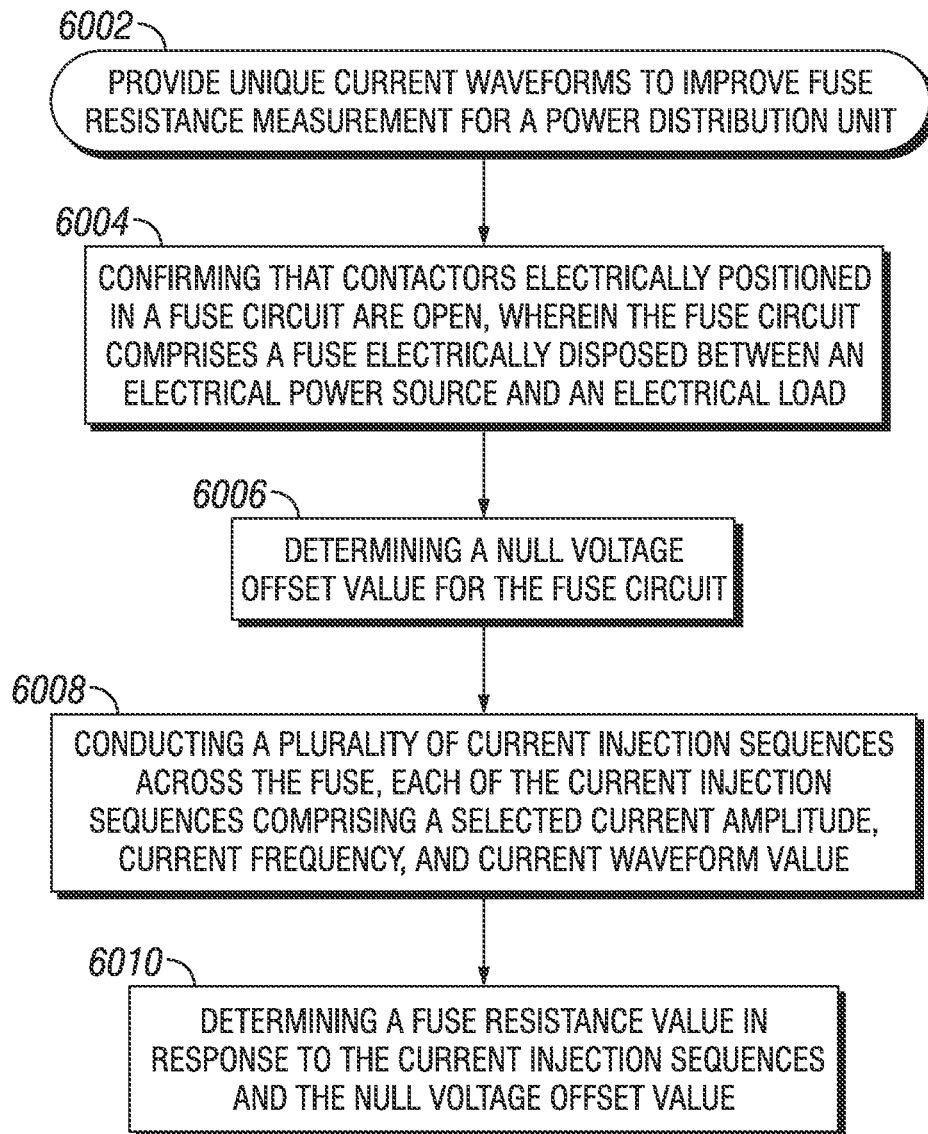 6002
PROVIDE UNIQUE CURRENT WAVEFORMS TO IMPROVE FUSE
RESISTANCE MEASUREMENT FOR A POWER DISTRIBUTION UNIT
6004
CONFIRMING THAT CONTACTORS ELECTRICALLY POSITIONED
IN A FUSE CIRCUIT ARE OPEN, WHEREIN THE FUSE CIRCUIT
COMPRISES A FUSE ELECTRICALLY DISPOSED BETWEEN AN
ELECTRICAL POWER SOURCE AND AN ELECTRICAL LOAD
6006
DETERMINING A NULL VOLTAGE
OFFSET VALUE FOR THE FUSE CIRCUIT
6008
CONDUCTING A PLURALITY OF CURRENT INJECTION SEQUENCES
ACROSS THE FUSE, EACH OF THE CURRENT INJECTION
SEQUENCES COMPRISING A SELECTED CURRENT AMPLITUDE,
CURRENT FREQUENCY, AND CURRENT WAVEFORM VALUE
6010
DETERMINING A FUSE RESISTANCE VALUE IN
RESPONSE TO THE CURRENT INJECTION SEQUENCES
AND THE NULL VOLTAGE OFFSET VALUE